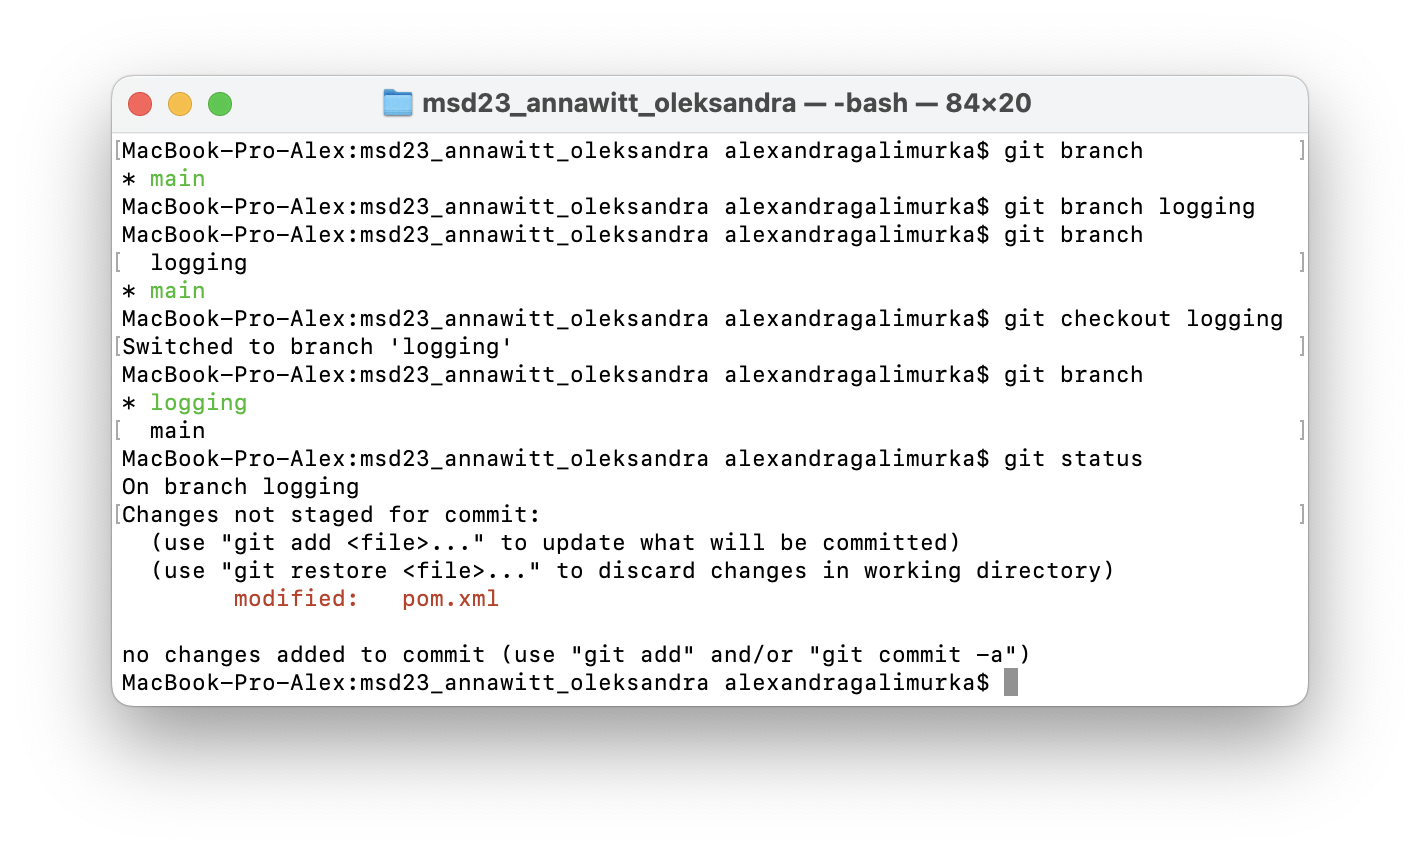 msd23_annawitt_oleksandra — -bash — 84×20
[MacBook-Pro-Alex:msd23_annawitt_oleksandra alexandragalimurka$ git branch ]
* main
MacBook-Pro-Alex:msd23_annawitt_oleksandra alexandragalimurka$ git branch logging
MacBook-Pro-Alex:msd23_annawitt_oleksandra alexandragalimurka$ git branch
[ logging ]
* main
MacBook-Pro-Alex:msd23_annawitt_oleksandra alexandragalimurka$ git checkout logging
[Switched to branch 'logging' ]
MacBook-Pro-Alex:msd23_annawitt_oleksandra alexandragalimurka$ git branch
* logging
[ main ]
MacBook-Pro-Alex:msd23_annawitt_oleksandra alexandragalimurka$ git status
On branch logging
[Changes not staged for commit: ]
(use "git add <file>..." to update what will be committed)
(use "git restore <file>..." to discard changes in working directory)
modified: pom.xml
no changes added to commit (use "git add" and/or "git commit -a")
MacBook-Pro-Alex:msd23_annawitt_oleksandra alexandragalimurka$